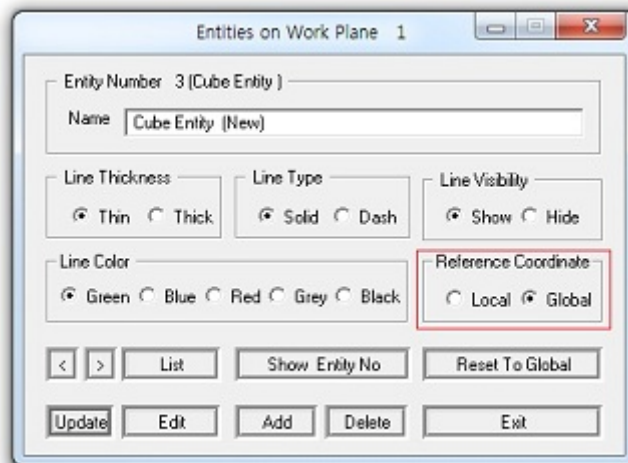 Entities on Work Plane 1
Entity Number 3 (Cube Entity )
Name Cube Entity (New)
Line Thickness Line Type Line Visibility
Thin Thick Solid Dash Show Hide
Line Color Reference Coordinate
Green Blue Red Grey Black Local Global
< > List Show Entity No Reset To Global
Update Edit Add Delete Exit